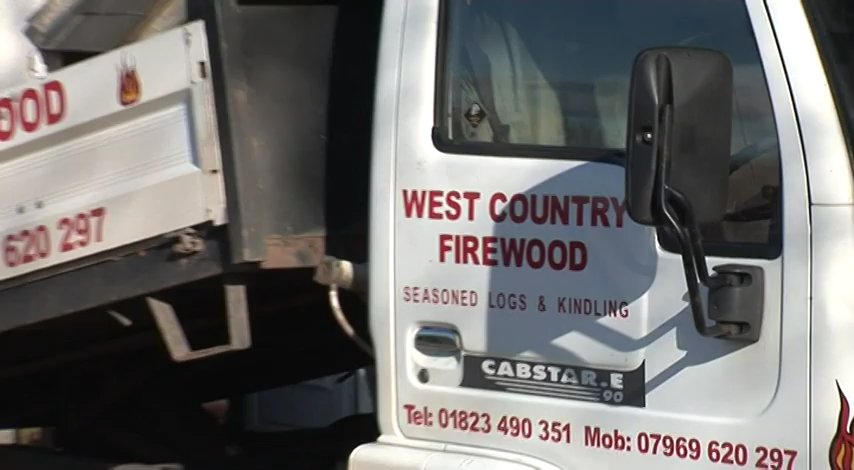 OOD
620 297
WEST COUNTRY
FIREWOOD
SEASONED LOGS & KINDLING
CABSTAR.E
90
Tel: 01823 490 351 Mob: 07969 620 297